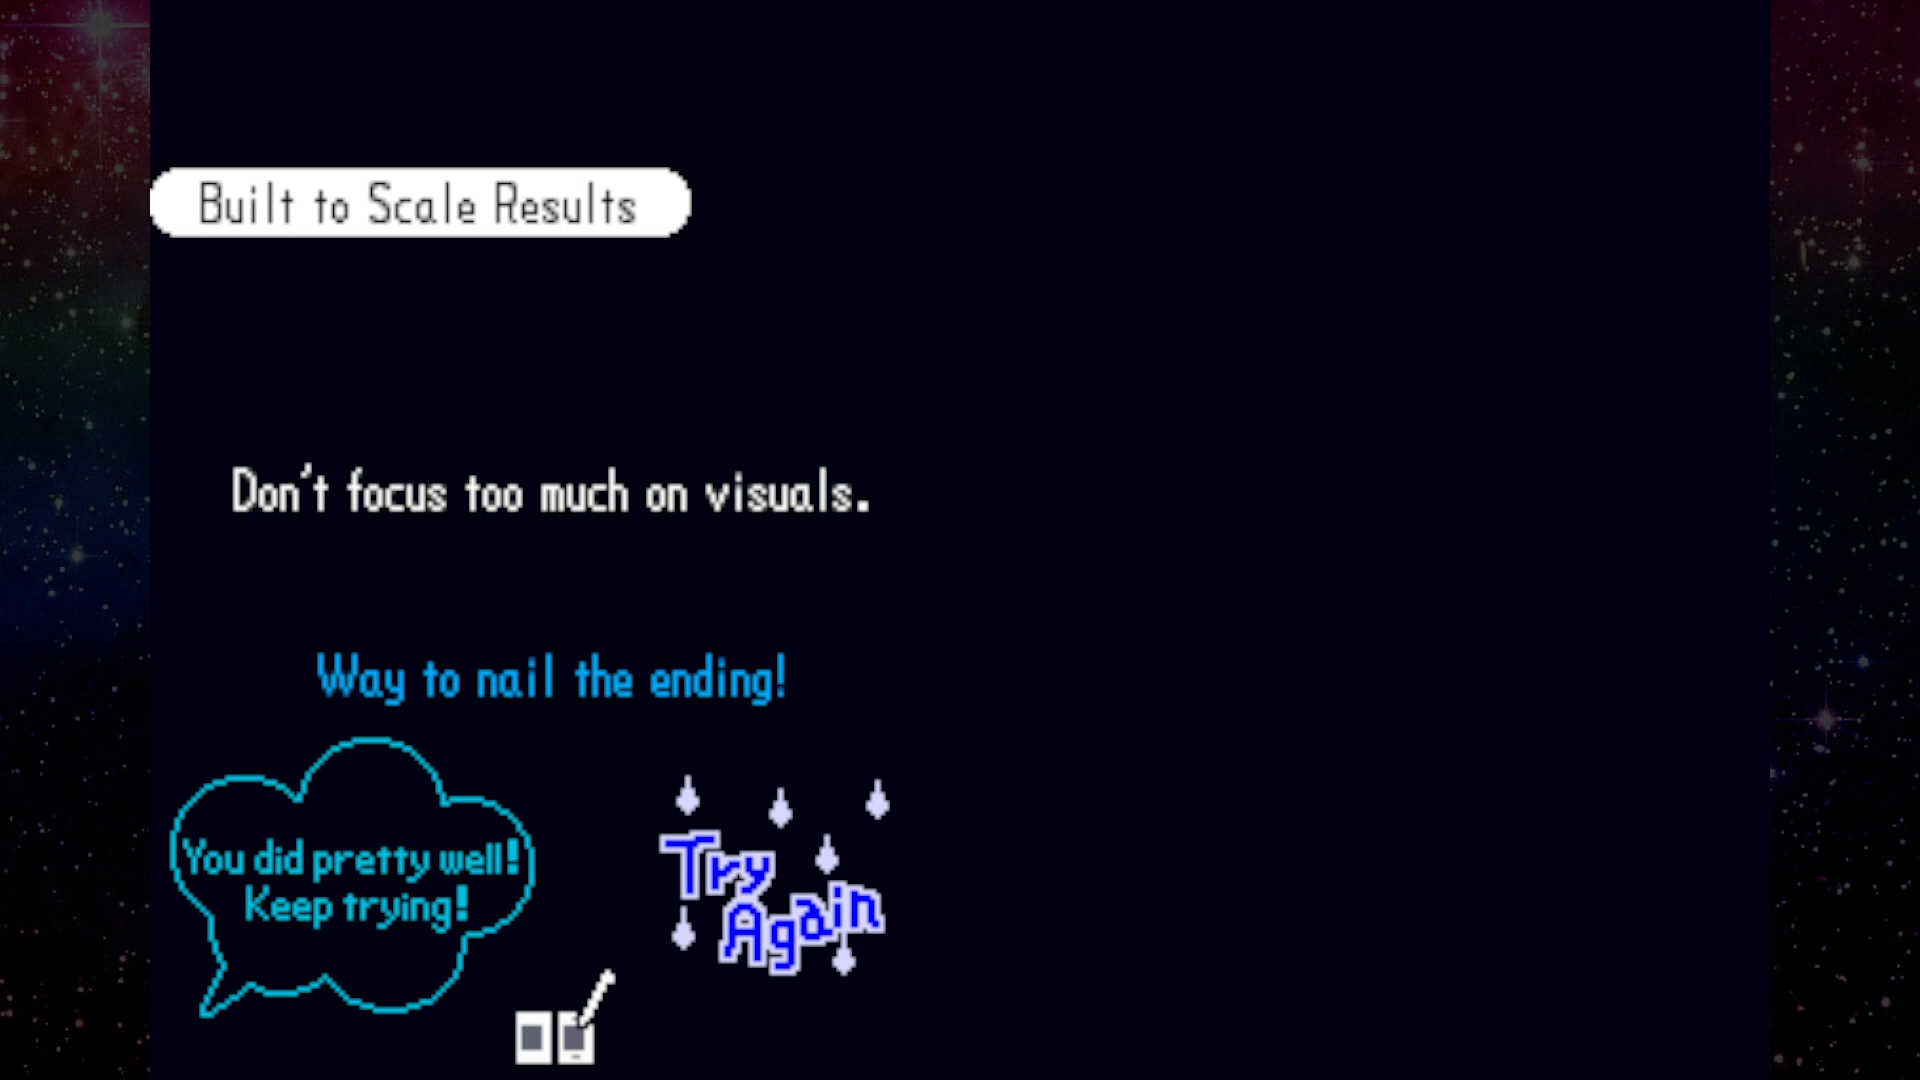 Built to Scale Results
Don't focus too much on visuals.
Way to nail the ending!
You did pretty well!
Keep trying!
Try
Again